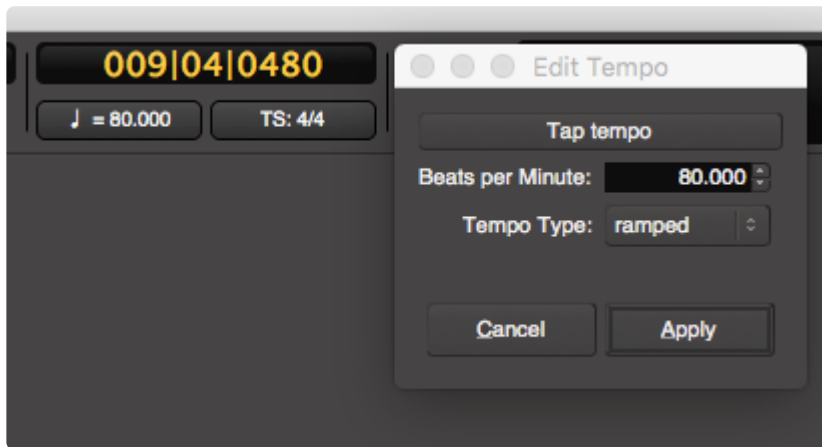 009|04|0480
♩ = 80.000
TS: 4/4
Edit Tempo
Tap tempo
Beats per Minute: 80.000
Tempo Type: ramped
Cancel
Apply